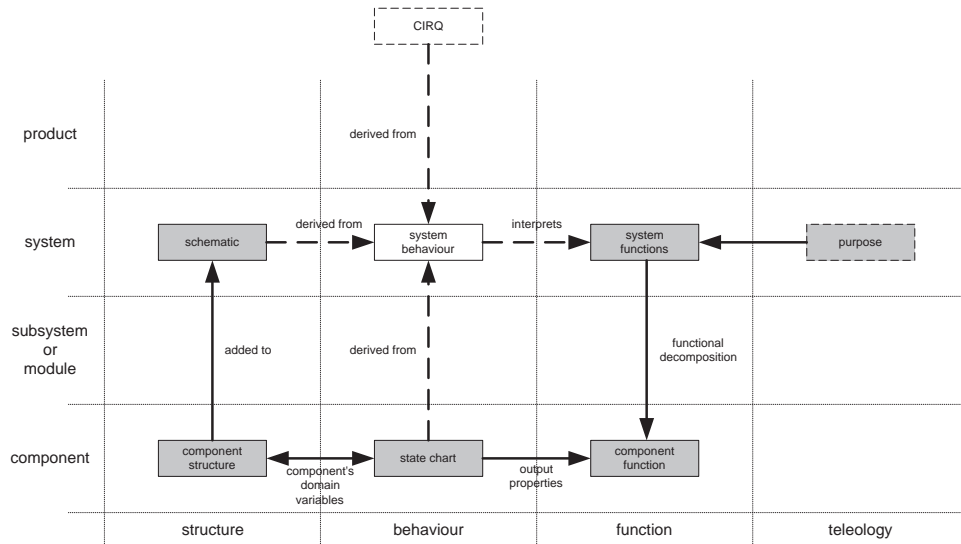 CIRQ
product
derived from
system
schematic
derived from
system
behaviour
interprets
system
functions
purpose
subsystem
or
module
added to
derived from
functional
decomposition
component
component
structure
component's
domain
variables
state chart
output
properties
component
function
structure
behaviour
function
teleology